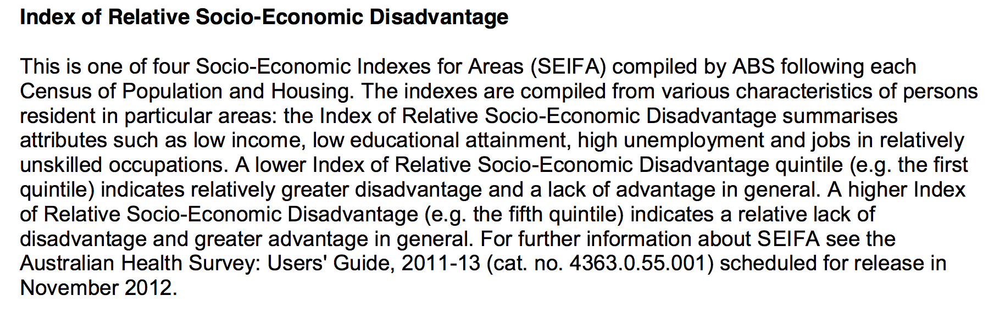 Index of Relative Socio-Economic Disadvantage
This is one of four Socio-Economic Indexes for Areas (SEIFA) compiled by ABS following each
Census of Population and Housing. The indexes are compiled from various characteristics of persons
resident in particular areas: the Index of Relative Socio-Economic Disadvantage summarises
attributes such as low income, low educational attainment, high unemployment and jobs in relatively
unskilled occupations. A lower Index of Relative Socio-Economic Disadvantage quintile (e.g. the first
quintile) indicates relatively greater disadvantage and a lack of advantage in general. A higher Index
of Relative Socio-Economic Disadvantage (e.g. the fifth quintile) indicates a relative lack of
disadvantage and greater advantage in general. For further information about SEIFA see the
Australian Health Survey: Users' Guide, 2011-13 (cat. no. 4363.0.55.001) scheduled for release in
November 2012.